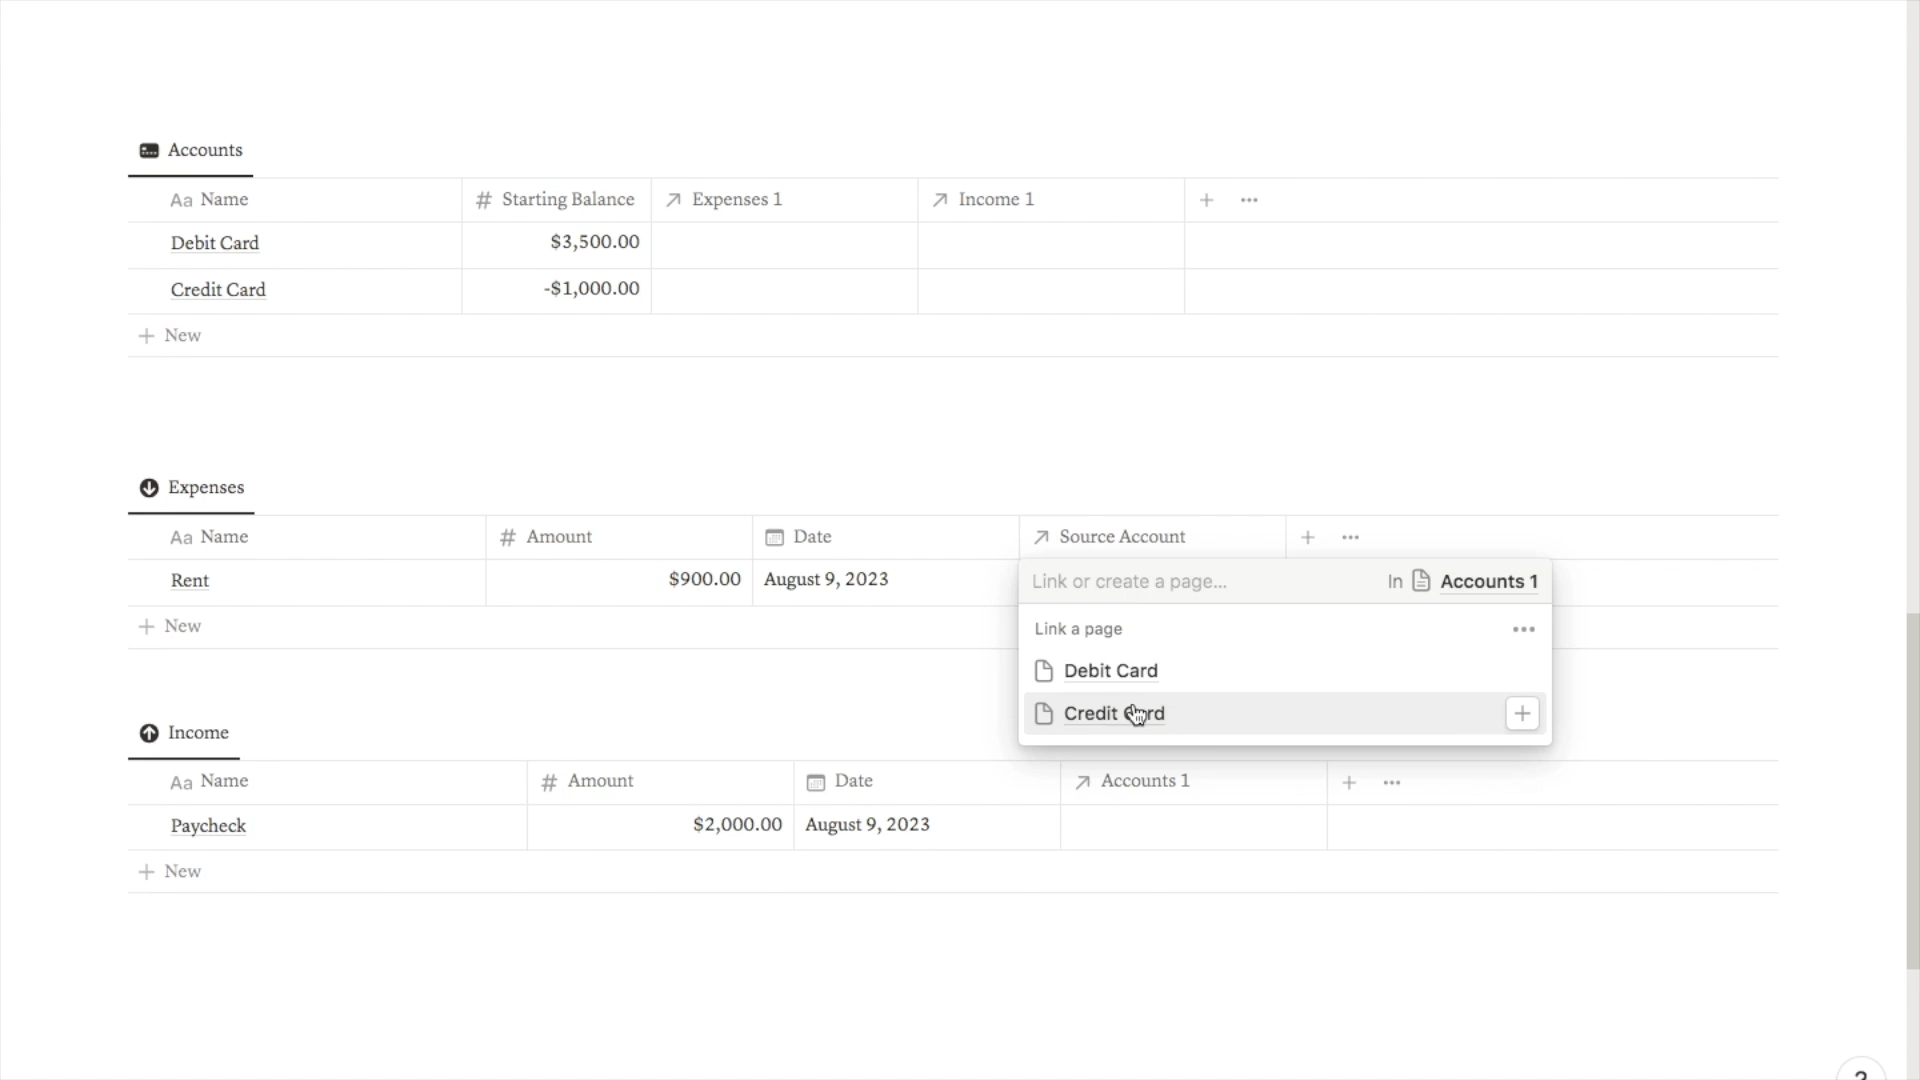 Accounts
Aa Name # Starting Balance Expenses 1 Income 1
Debit Card $3,500.00
Credit Card -$1,000.00
New
Expenses
Aa Name # Amount Date Source Account
Rent $900.00 August 9, 2023
Link or create a page... In Accounts 1
New
Link a page
Debit Card
Credit Card
Income
Aa Name # Amount Date Accounts 1
Paycheck $2,000.00 August 9, 2023
New
?